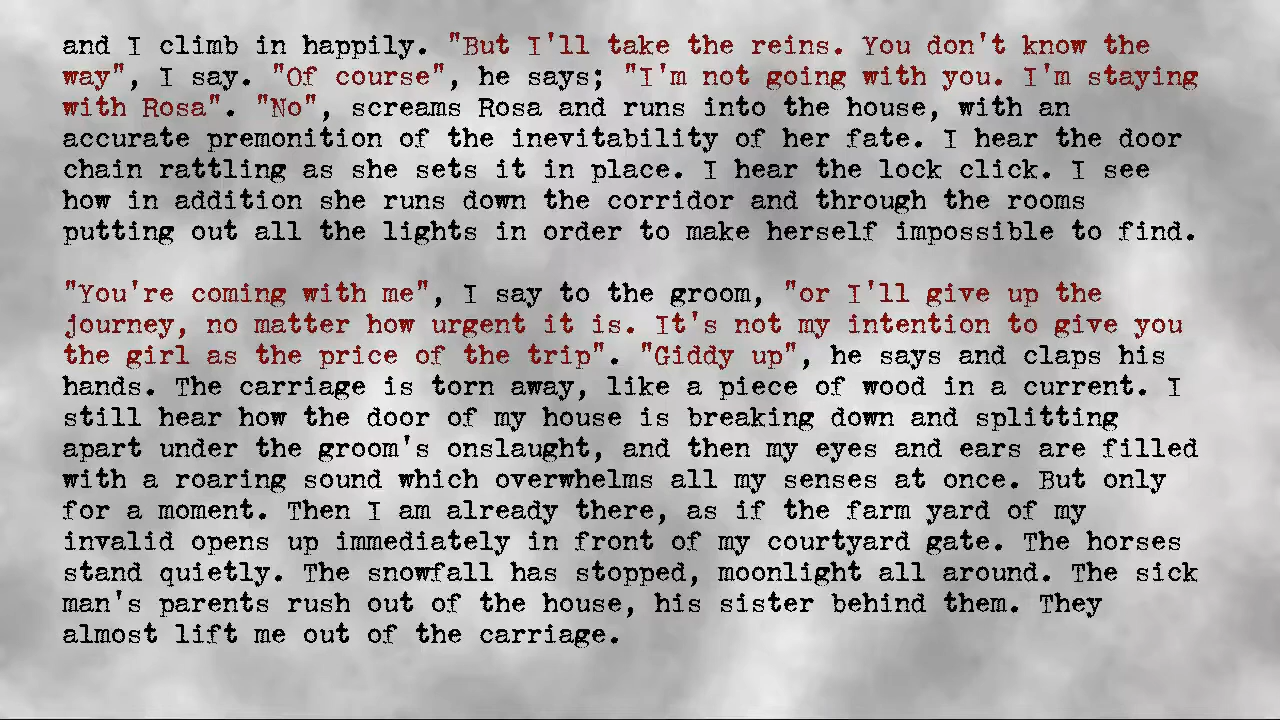 and I climb in happily. "But I'll take the reins. You don't know the
way", I say. "Of course", he says; "I'm not going with you. I'm staying
with Rosa". "No", screams Rosa and runs into the house, with an
accurate premonition of the inevitability of her fate. I hear the door
chain rattling as she sets it in place. I hear the lock click. I see
how in addition she runs down the corridor and through the rooms
putting out all the lights in order to make herself impossible to find.
"You're coming with me", I say to the groom, "or I'll give up the
journey, no matter how urgent it is. It's not my intention to give you
the girl as the price of the trip". "Giddy up", he says and claps his
hands. The carriage is torn away, like a piece of wood in a current. I
still hear how the door of my house is breaking down and splitting
apart under the groom's onslaught, and then my eyes and ears are filled
with a roaring sound which overwhelms all my senses at once. But only
for a moment. Then I am already there, as if the farm yard of my
invalid opens up immediately in front of my courtyard gate. The horses
stand quietly. The snowfall has stopped, moonlight all around. The sick
man's parents rush out of the house, his sister behind them. They
almost lift me out of the carriage.